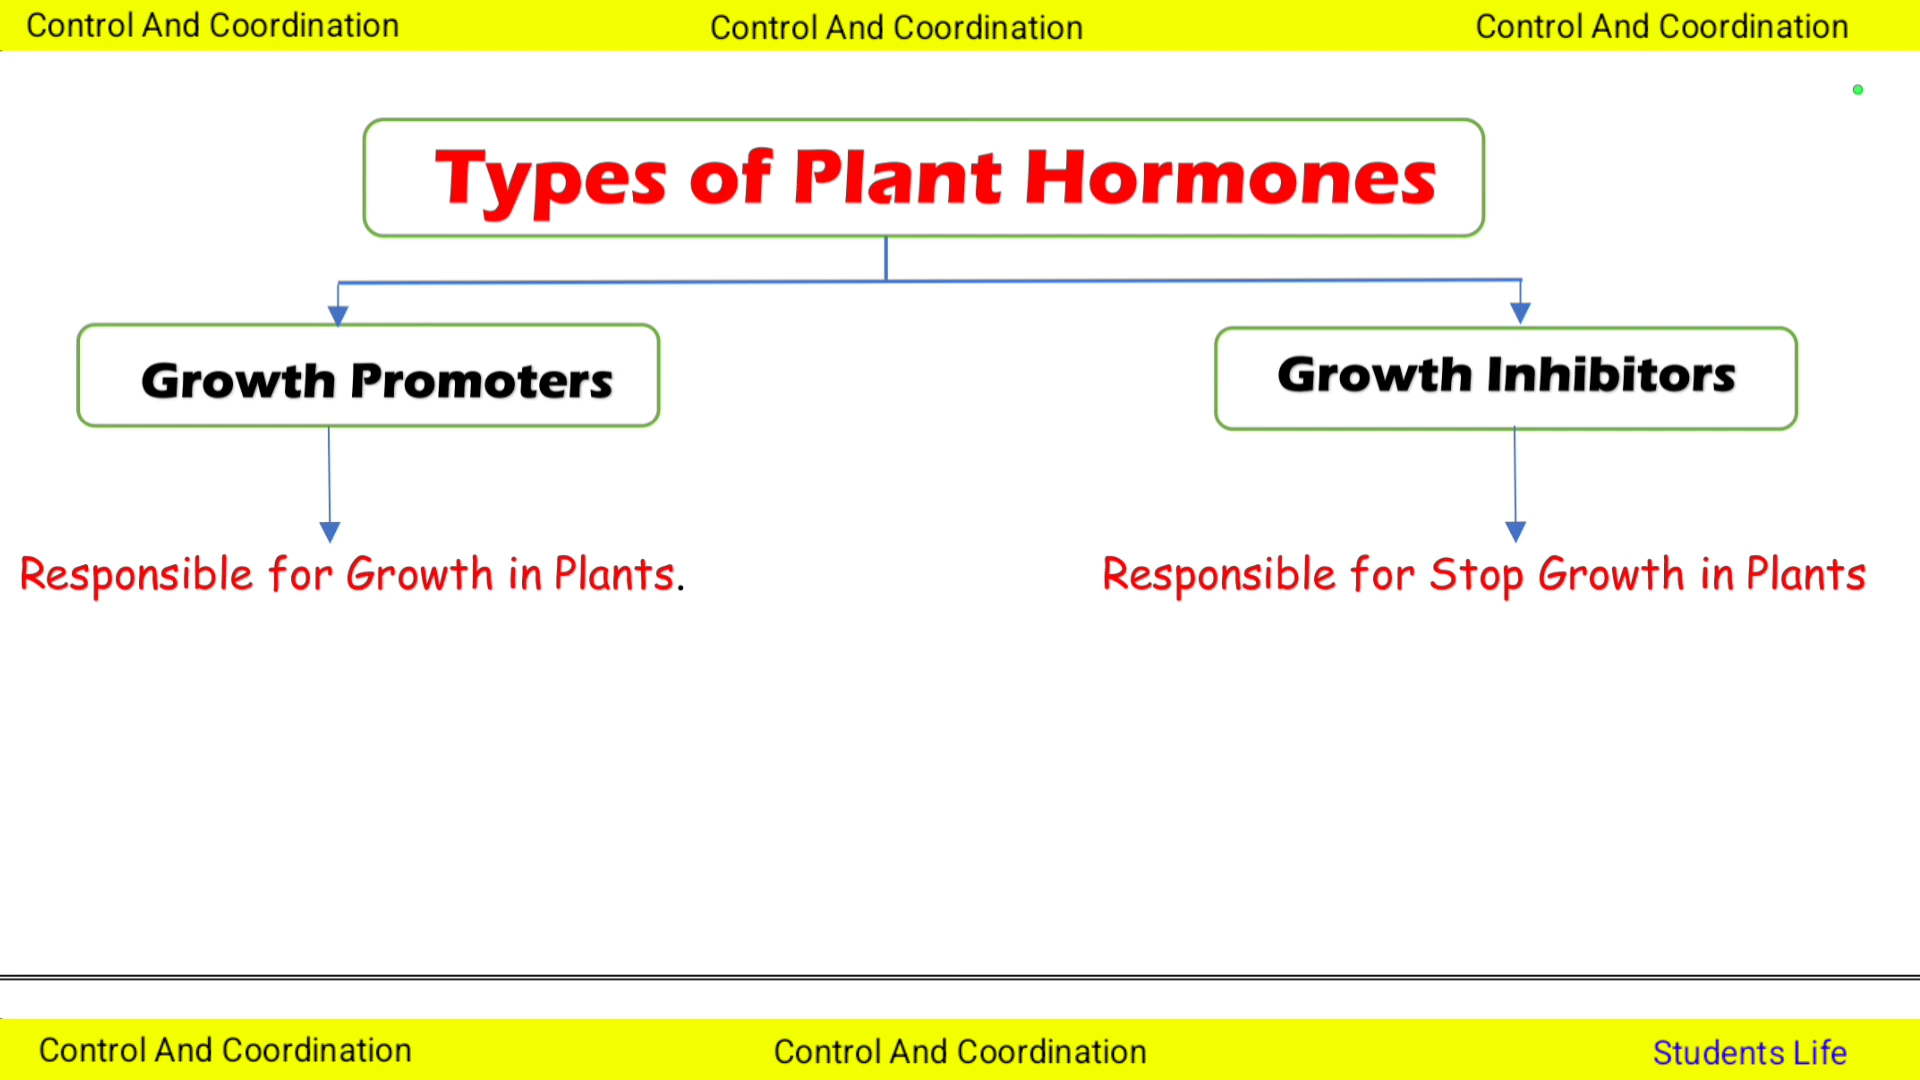 Control And Coordination
Control And Coordination
Control And Coordination
Types of Plant Hormones
Growth Promoters
Growth Inhibitors
Responsible for Growth in Plants.
Responsible for Stop Growth in Plants
Control And Coordination
Control And Coordination
Students Life